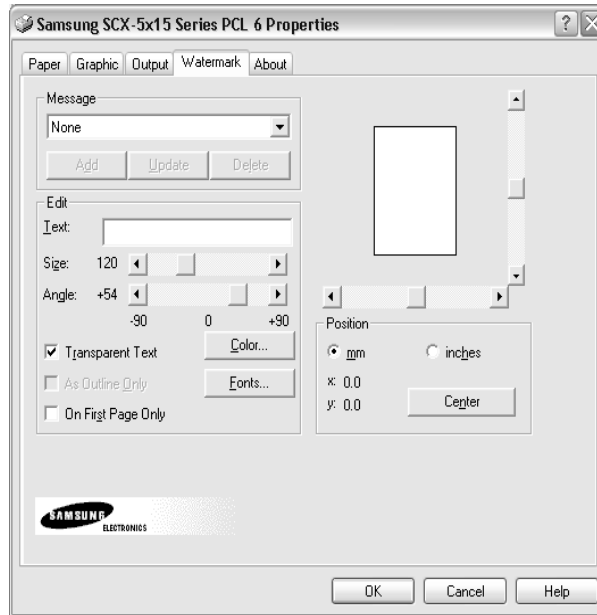 Samsung SCX-5x15 Series PCL 6 Properties
Paper Graphic Output Watermark About
Message
None
Add Update Delete
Edit
Text:
Size: 120
Angle: +54
-90 0 +90
Transparent Text
Color...
As Outline Only
Fonts...
On First Page Only
Position
mm inches
x: 0.0
y: 0.0
Center
SAMSUNG
ELECTRONICS
OK Cancel Help